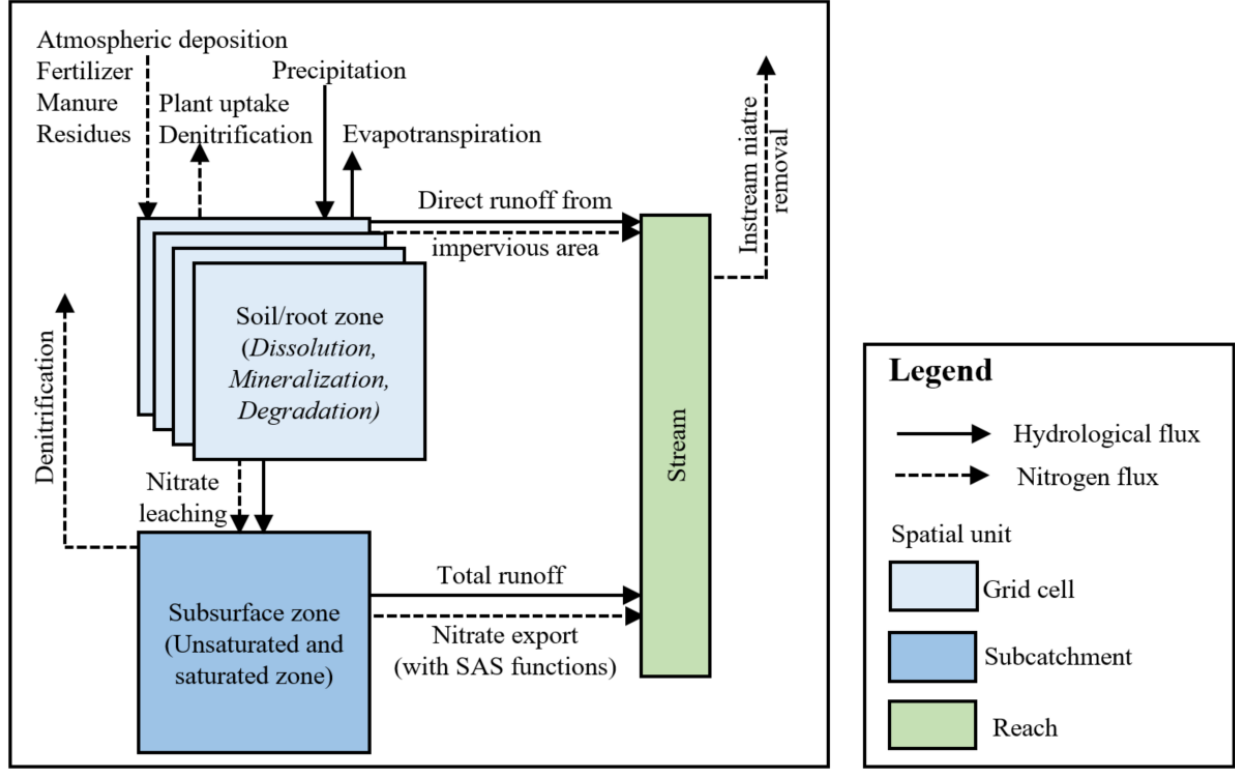 Atmospheric deposition
Fertilizer
Manure
Residues
Plant uptake
Denitrification
Precipitation
Evapotranspiration
Direct runoff from
impervious area
Instream niatre
removal
Soil/root zone
(Dissolution,
Mineralization,
Degradation)
Denitrification
Nitrate
leaching
Stream
Subsurface zone
(Unsaturated and
saturated zone)
Total runoff
Nitrate export
(with SAS functions)
Legend
Hydrological flux
Nitrogen flux
Spatial unit
Grid cell
Subcatchment
Reach